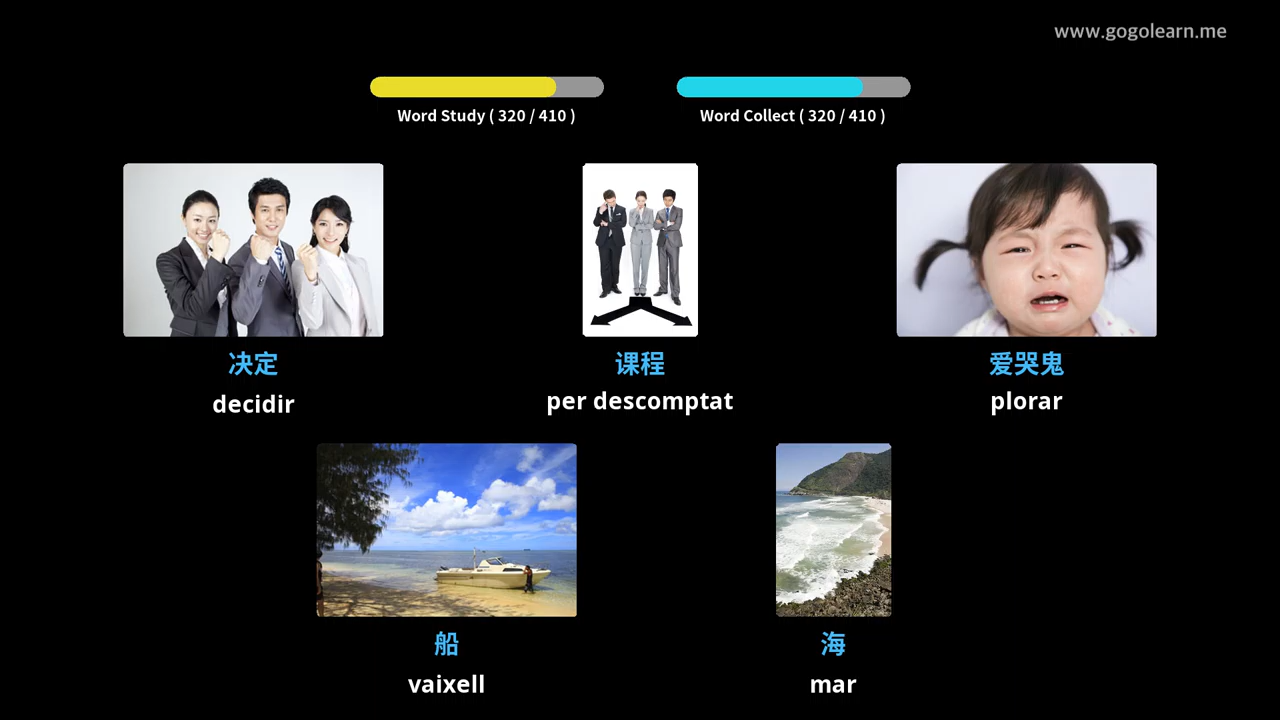 www.gogolearn.me
Word Study ( 320 / 410 )
Word Collect ( 320 / 410 )
决定
decidir
课程
per descomptat
爱哭鬼
plorar
船
vaixell
海
mar